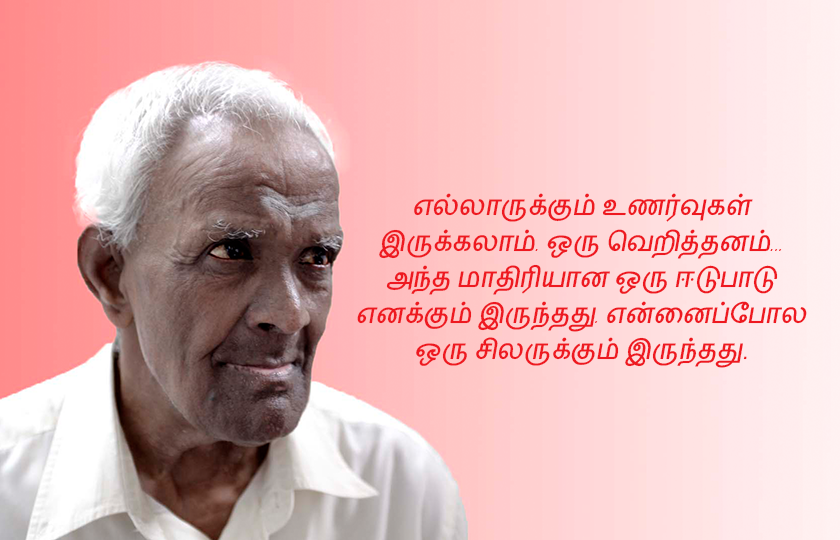 எல்லாருக்கும் உணர்வுகள்
இருக்கலாம். ஒரு வெறித்தனம்...
அந்த மாதிரியான ஒரு ஈடுபாடு
எனக்கும் இருந்தது. என்னைப்போல
ஒரு சிலருக்கும் இருந்தது.